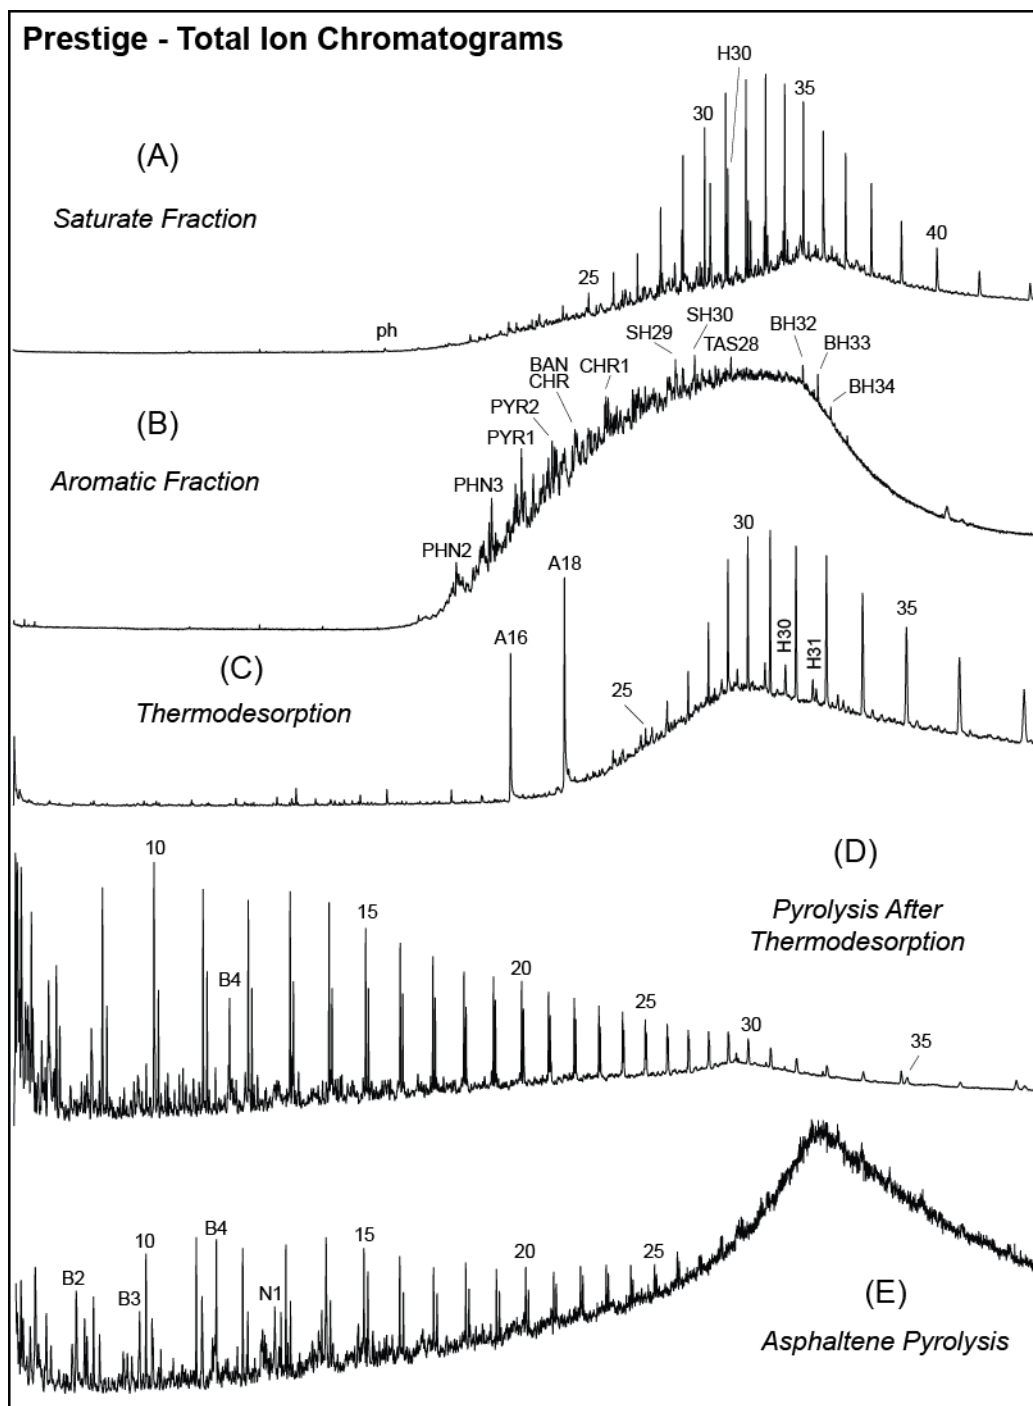 Prestige - Total Ion Chromatograms
H30
35
30
(A)
Saturate Fraction
40
25
ph
SH30
SH29
TAS28
BH32
BH33
BAN
CHR
CHR1
BH34
PYR2
(B)
PYR1
Aromatic Fraction
PHN3
30
PHN2
A18
A16
35
H30
H31
(C)
Thermodesorption
25
10
(D)
15
Pyrolysis After
Thermodesorption
20
B4
25
30
35
B4
15
10
20
25
B2
N1
B3
(E)
Asphaltene Pyrolysis